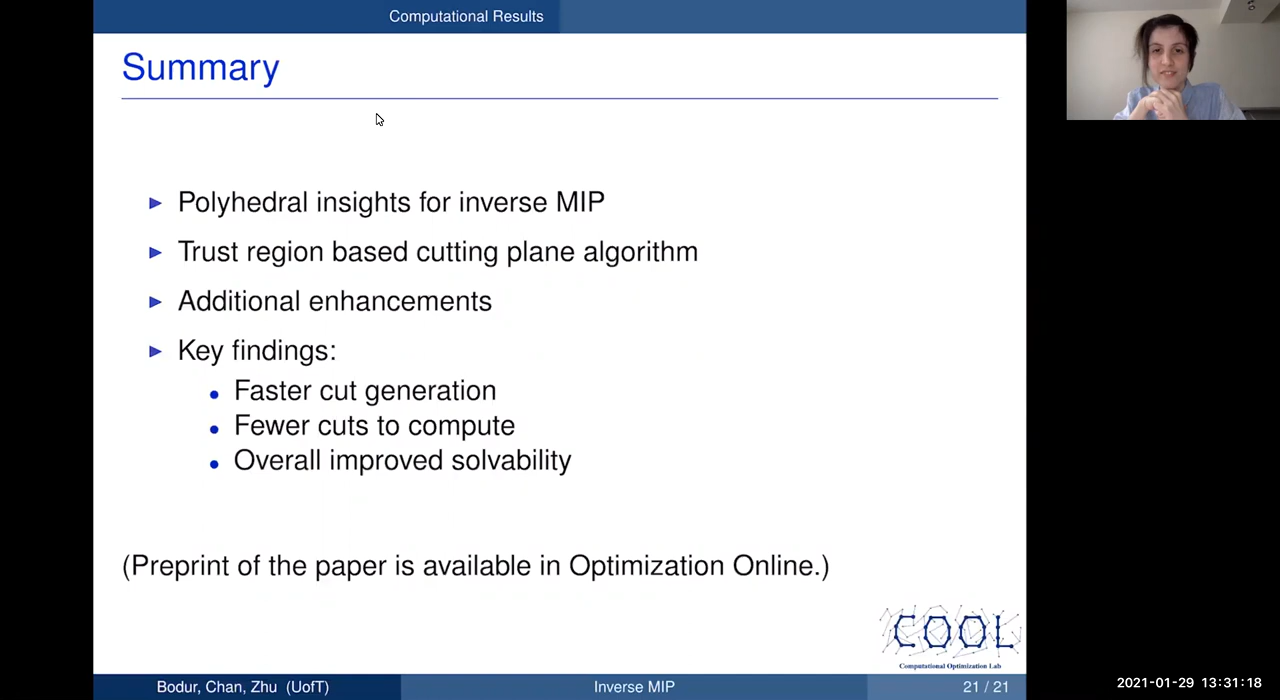 Computational Results
Summary
Polyhedral insights for inverse MIP
Trust region based cutting plane algorithm
Additional enhancements
Key findings:
Faster cut generation
Fewer cuts to compute
Overall improved solvability
(Preprint of the paper is available in Optimization Online.)
COOL
Computational Optimization Lab
Bodur, Chan, Zhu (UofT)
Inverse MIP
21 / 21
2021-01-29 13:31:18